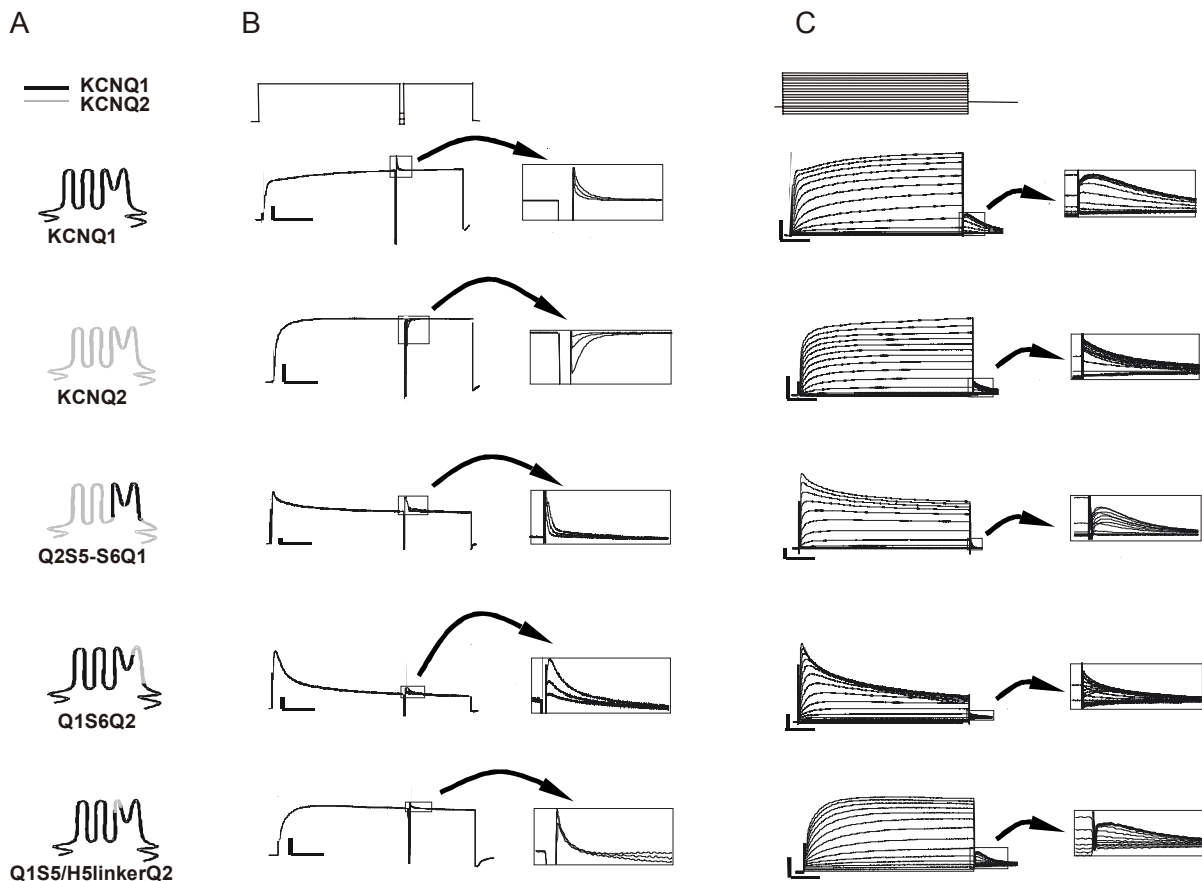 A
B
C
KCNQ1
KCNQ2
KCNQ1
KCNQ2
Q2S5-S6Q1
Q1S6Q2
Q1S5/H5linkerQ2